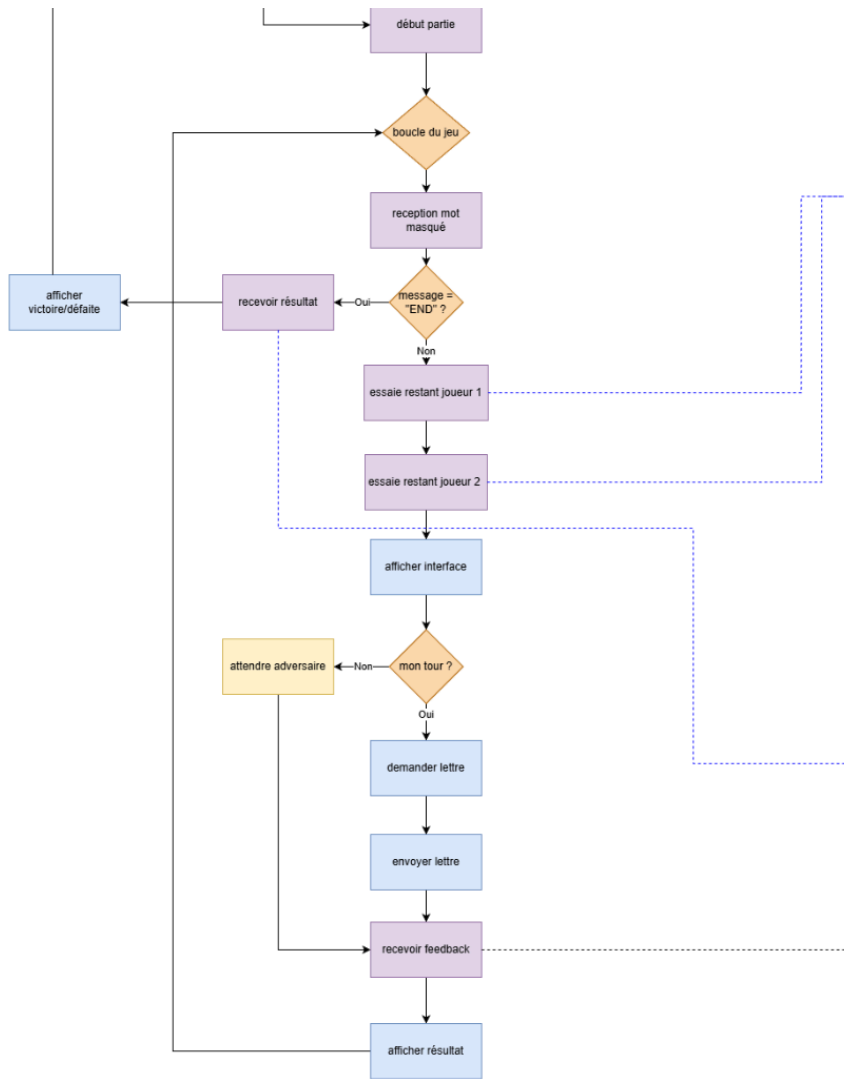 début partie
boucle du jeu
reception mot
masqué
message =
"END" ?
Oui
recevoir résultat
afficher
victoire/défaite
Non
essaie restant joueur 1
essaie restant joueur 2
afficher interface
mon tour ?
Non
attendre adversaire
Oui
demander lettre
envoyer lettre
recevoir feedback
afficher résultat